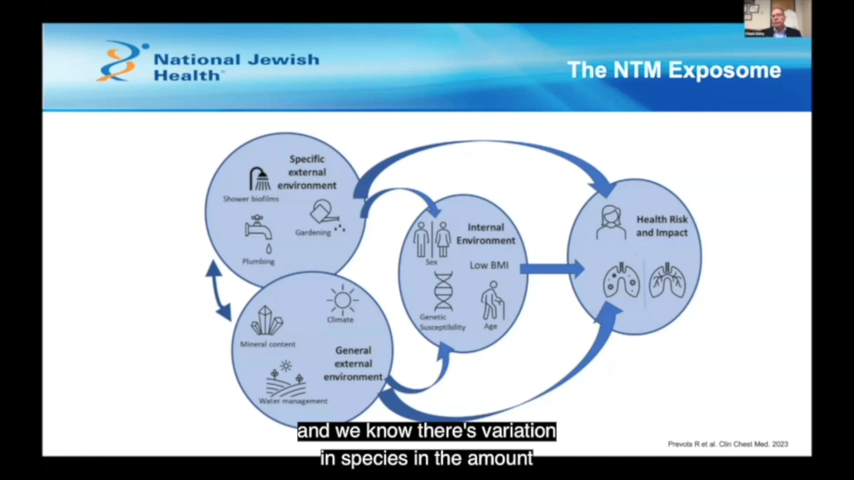 National Jewish
Health®
The NTM Exposome
Specific
external
environment
Shower biofilms
Gardening
Plumbing
Internal
Environment
Sex
Low BMI
Genetic
Susceptibility
Age
Health Risk
and Impact
Climate
Mineral content
General
external
environment
Water management
and we know there's variation
in species in the amount
Prevots R et al. Clin Chest Med. 2023